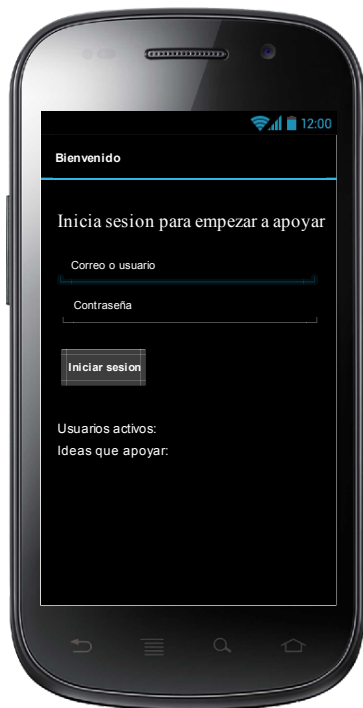 12:00
Bienvenido
Inicia sesion para empezar a apoyar
Correo o usuario
Contraseña
Iniciar sesion
Usuarios activos:
Ideas que apoyar: